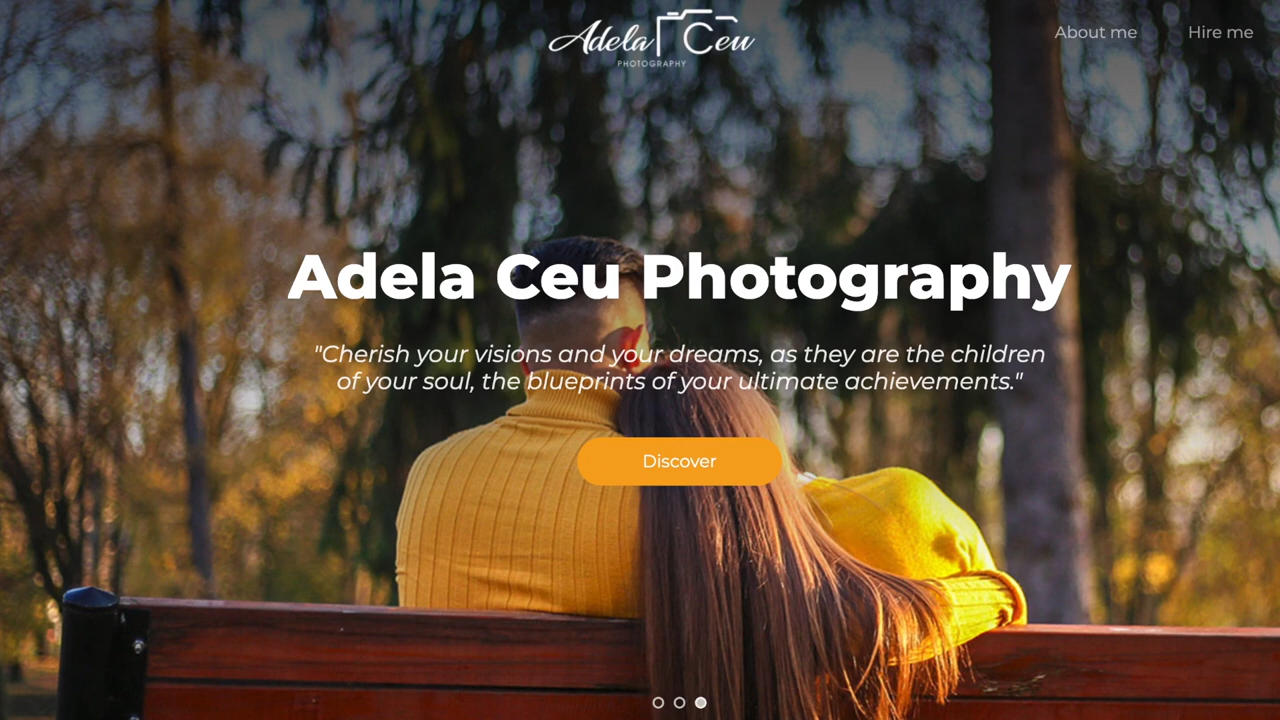 Adela Ceu
PHOTOGRAPHY
About me
Hire me
Adela Ceu Photography
"Cherish your visions and your dreams, as they are the children
of your soul, the blueprints of your ultimate achievements."
Discover